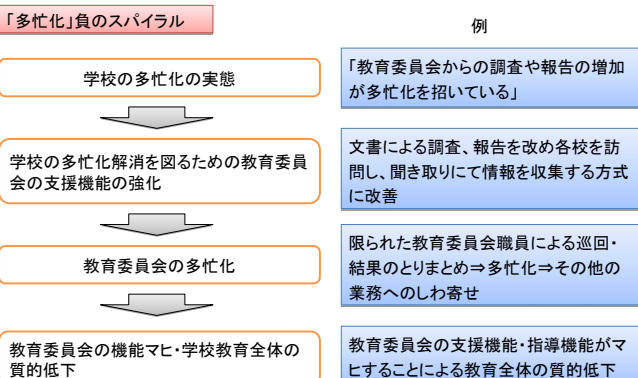 「多忙化」負のスパイラル
例
学校の多忙化の実態
「教育委員会からの調査や報告の増加
が多忙化を招いている」
学校の多忙化解消を図るための教育委員
会の支援機能の強化
文書による調査、報告を改め各校を訪
問し、聞き取りにて情報を収集する方式
に改善
教育委員会の多忙化
限られた教育委員会職員による巡回・
結果のとりまとめ⇒多忙化⇒その他の
業務へのしわ寄せ
教育委員会の機能マヒ・学校教育全体の
質的低下
教育委員会の支援機能・指導機能がマ
ヒすることによる教育全体の質的低下